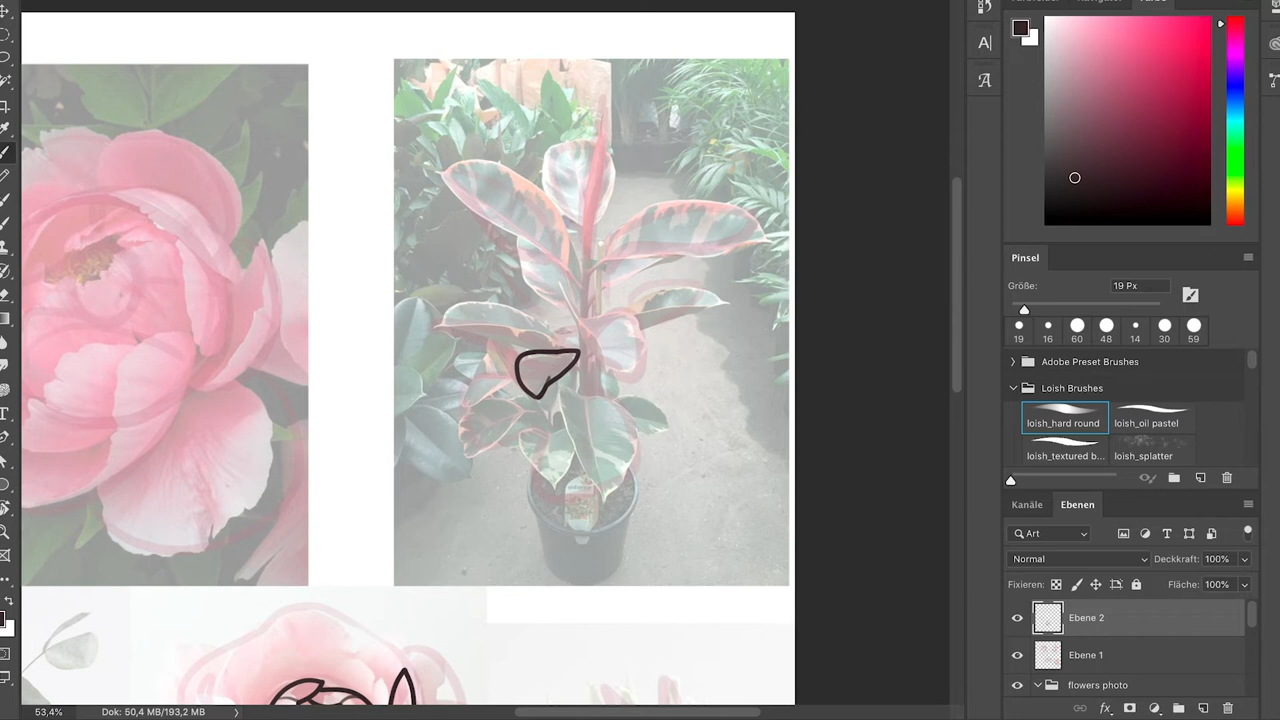 Pinsel
Größe:
19 Px
19
16
60
48
14
30
59
Adobe Preset Brushes
Loish Brushes
loish_hard round
loish_oil pastel
loish_textured b...
loish_splatter
Kanäle
Ebenen
Art
Normal
Deckkraft:
100%
Fixieren:
Fläche:
100%
Ebene 2
Ebene 1
flowers photo
fx
53,4%
Dok: 50,4 MB/193,2 MB